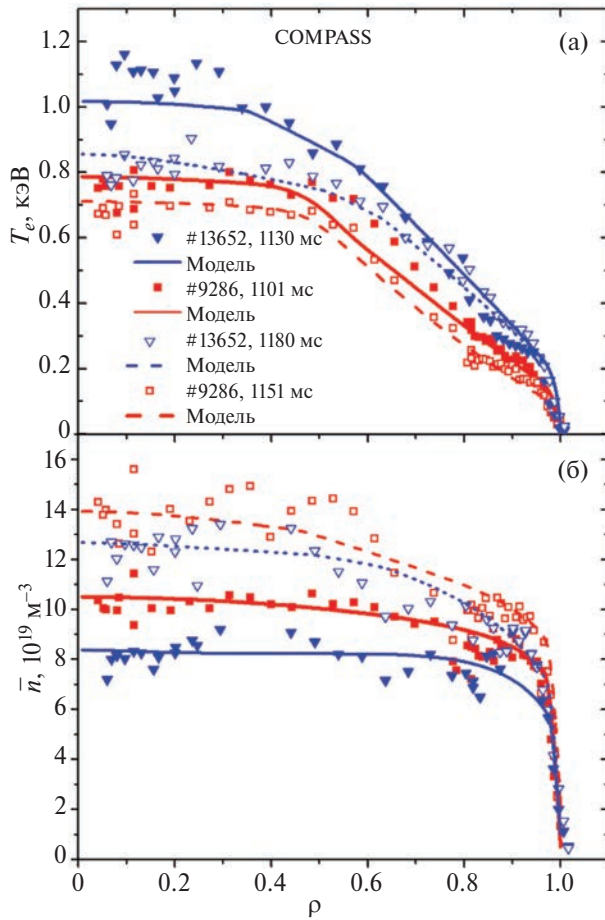 COMPASS
(а)
1.2
1.0
0.8
0.6
0.4
0.2
0
T_e, кэВ
#13652, 1130 мс
Модель
#9286, 1101 мс
Модель
#13652, 1180 мс
Модель
#9286, 1151 мс
Модель
(б)
16
14
12
10
8
6
4
2
0
n̅, 10¹⁹ м⁻³
0 0.2 0.4 0.6 0.8 1.0
ρ